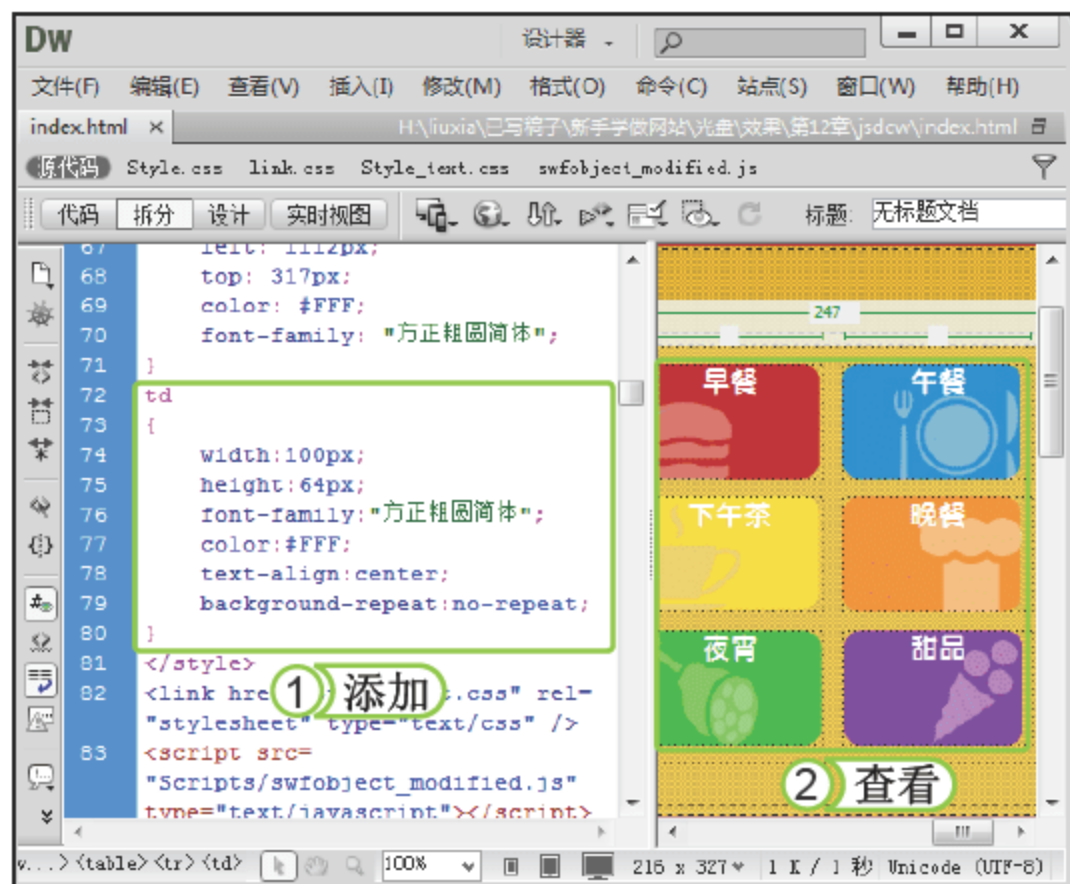 Dw 设计器
文件(F) 编辑(E) 查看(V) 插入(I) 修改(M) 格式(O) 命令(C) 站点(S) 窗口(W) 帮助(H)
index.html × H:\liuxia\已写稿子\新手学做网站\光盘\效果\第12章\jsdcw\index.html
源代码 Style.css link.css Style_text.css swfobject_modified.js
代码 拆分 设计 实时视图 标题: 无标题文档
67 left: 1112px;
68 top: 317px;
69 color: #FFF;
70 font-family: "方正粗圆简体";
71 }
72 td
73 {
74 width:100px;
75 height:64px;
76 font-family:"方正粗圆简体";
77 color:#FFF;
78 text-align:center;
79 background-repeat:no-repeat;
80 }
81 </style>
82 <link hre t.css" rel=
"stylesheet" type="text/css" />
83 <script src=
"Scripts/swfobject_modified.js"
type="text/javascript"></script>
1 添加
247
早餐 午餐
下午茶 晚餐
夜宵 甜品
2 查看
...> <table> <tr> <td> 100% 216 x 327 1 K / 1 秒 Unicode (UTF-8)